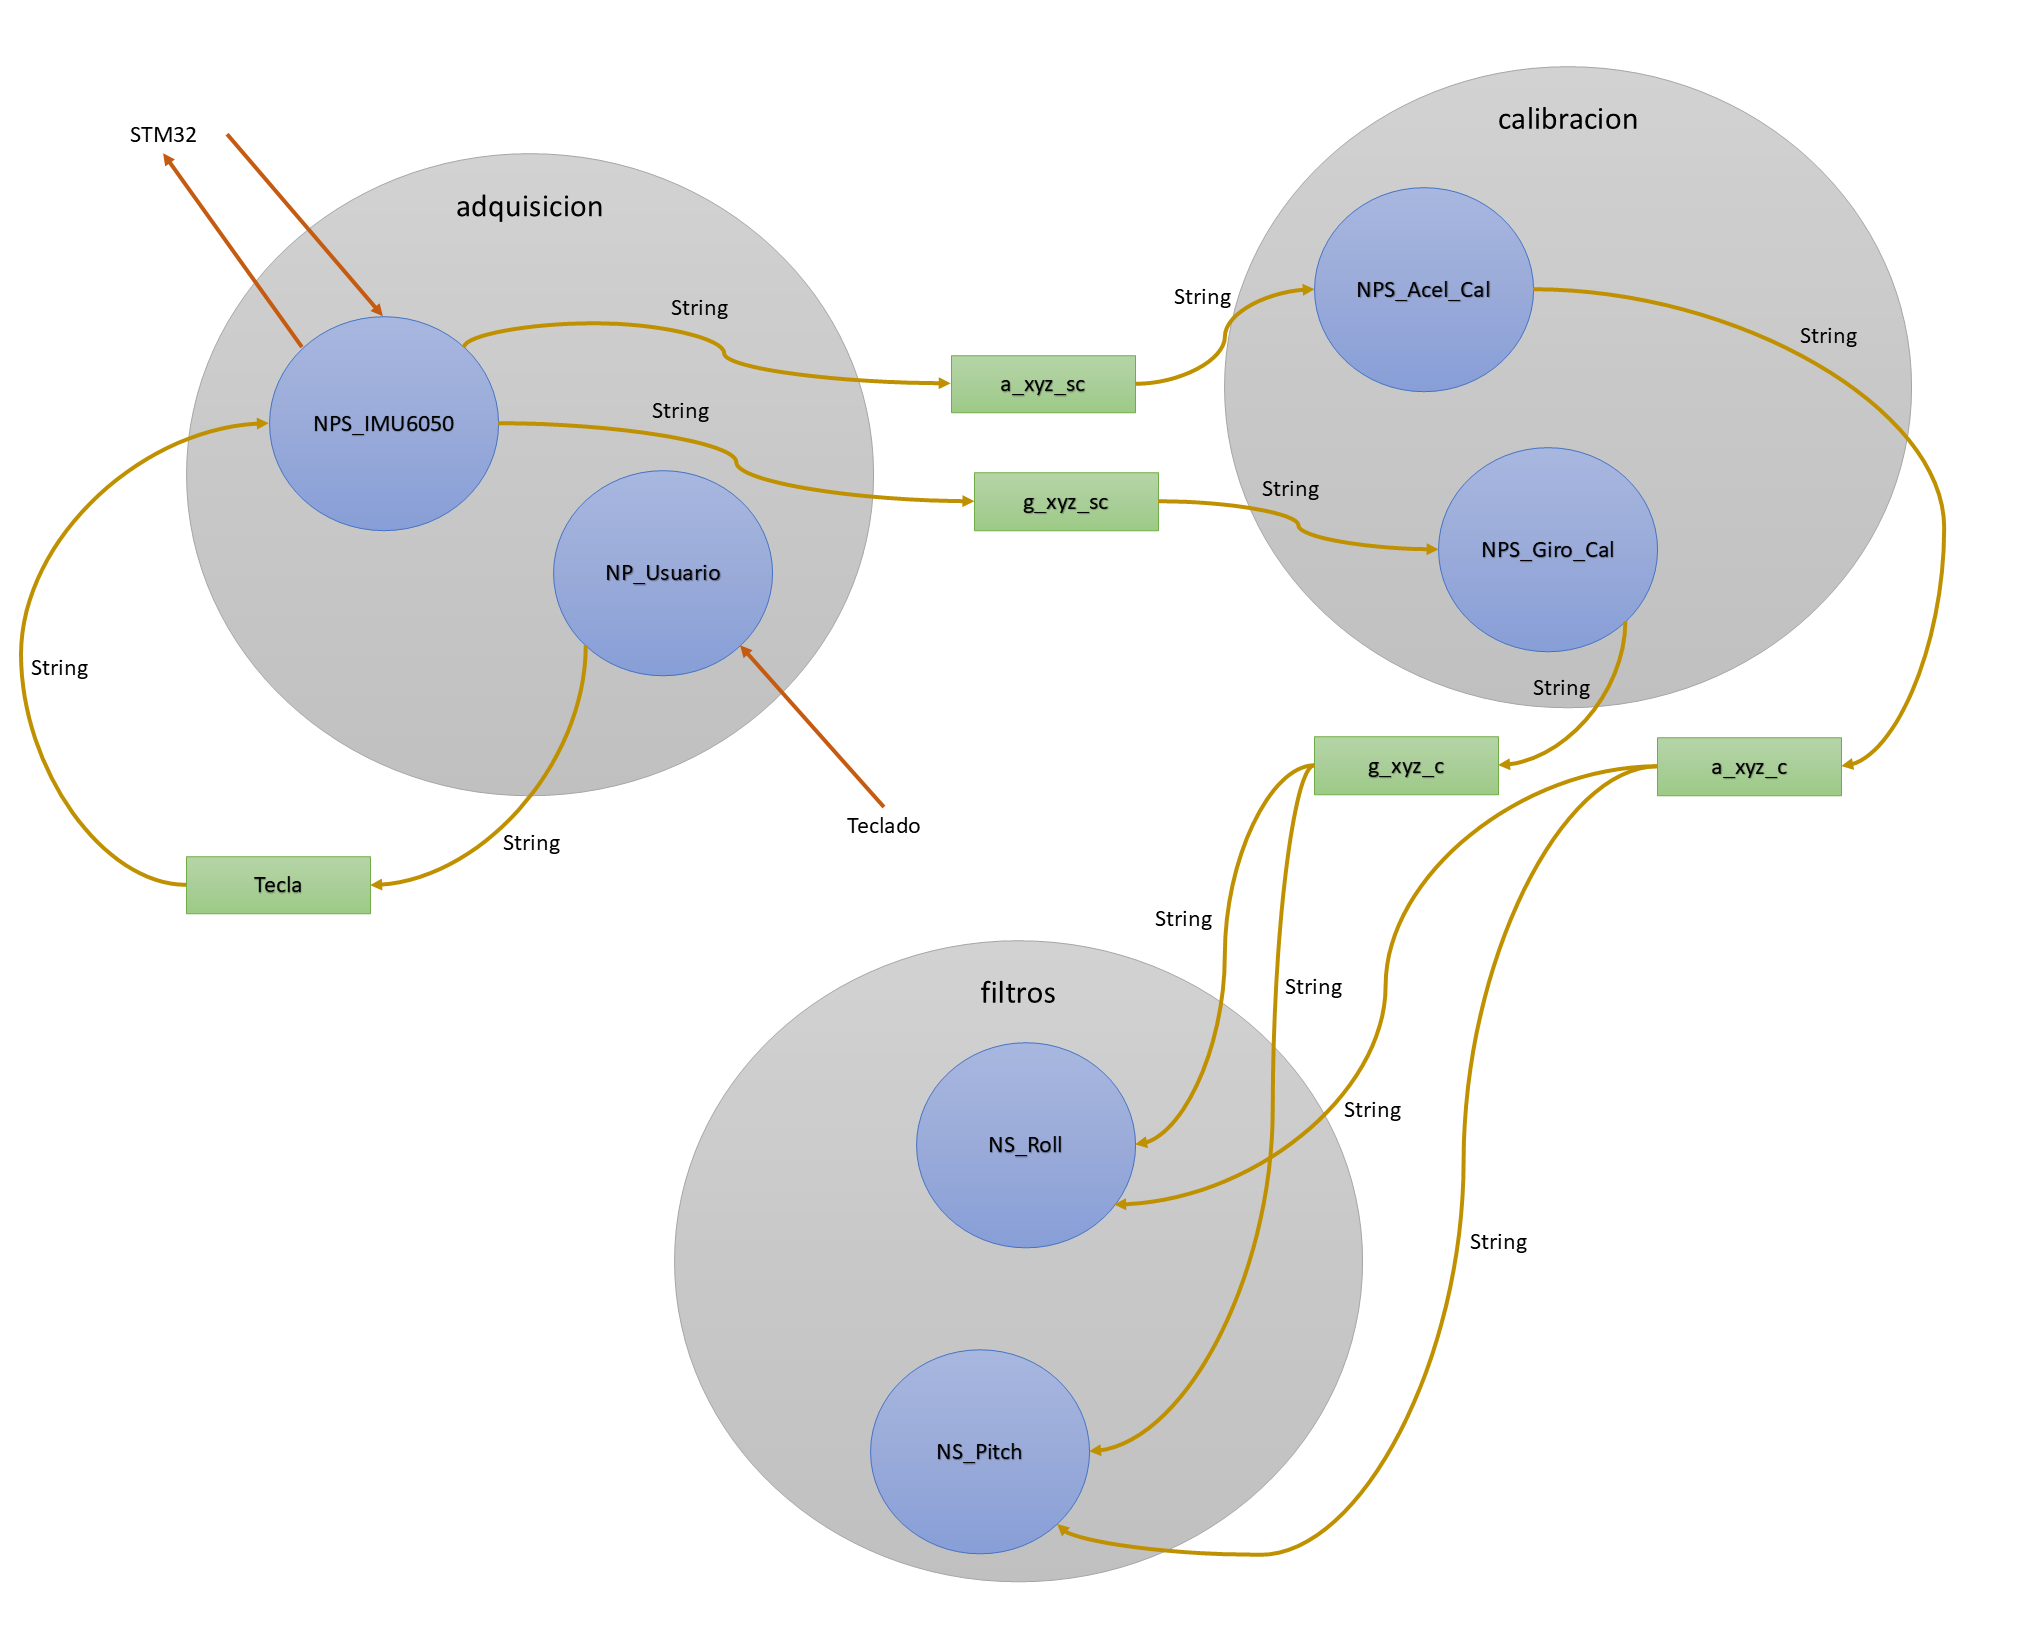 STM32
adquisicion
NPS_IMU6050
NP_Usuario
String
String
String
String
Tecla
Teclado
a_xyz_sc
g_xyz_sc
String
String
calibracion
NPS_Acel_Cal
NPS_Giro_Cal
String
String
g_xyz_c
a_xyz_c
String
String
String
String
filtros
NS_Roll
NS_Pitch